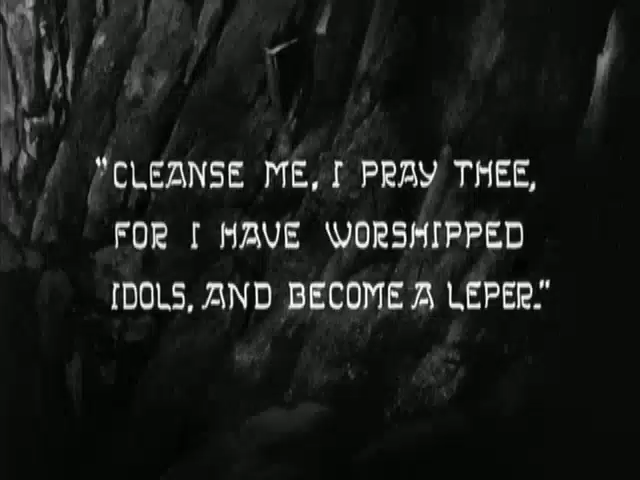 "CLEANSE ME, I PRAY THEE,
FOR I HAVE WORSHIPPED
IDOLS, AND BECOME A LEPER."